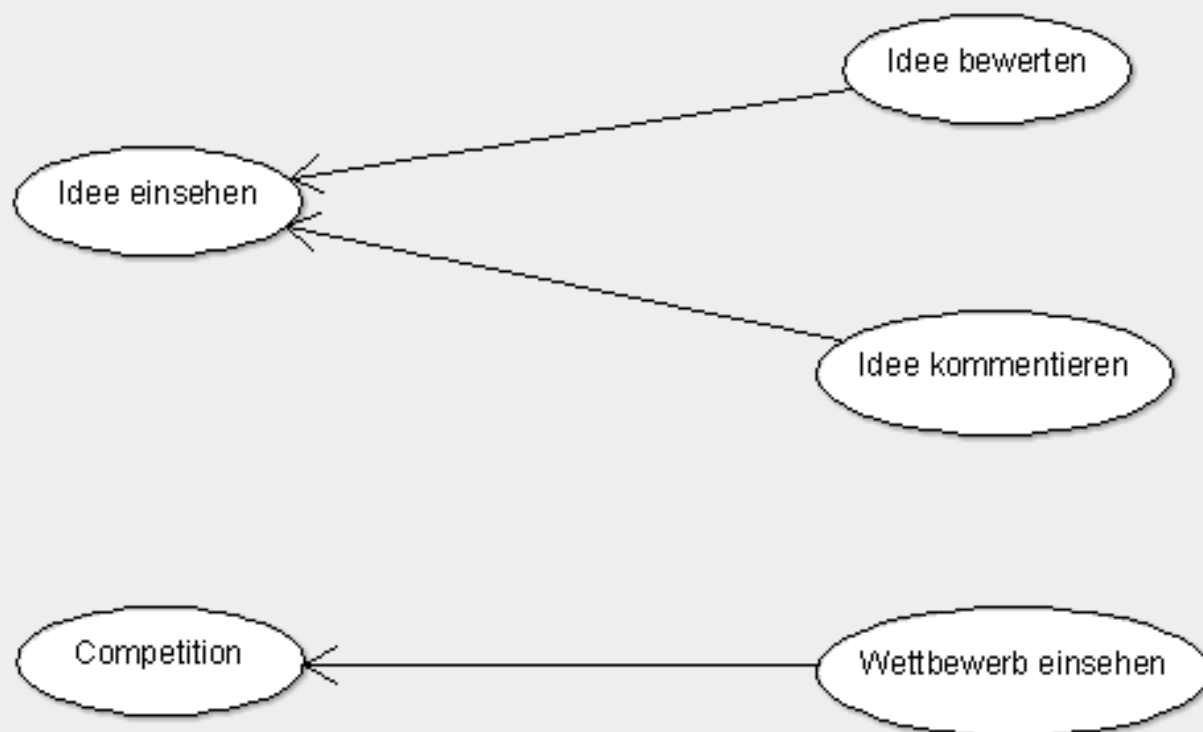 Idee bewerten
Idee einsehen
Idee kommentieren
Competition
Wettbewerb einsehen